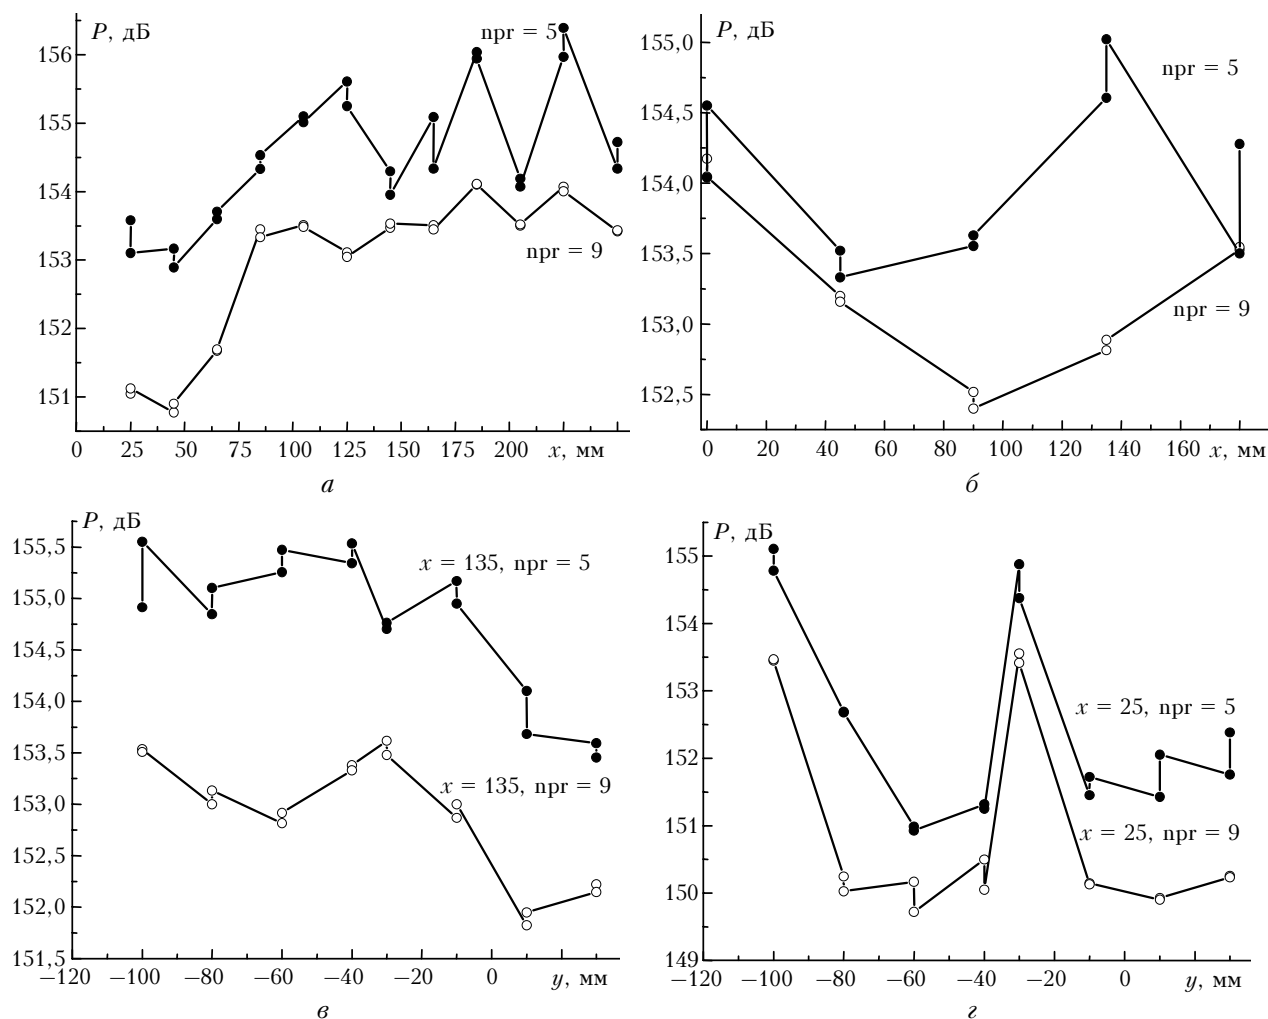 P, дБ
npr = 5
156
155
154
153
152
151
npr = 9
0 25 50 75 100 125 150 175 200 x, мм
а
P, дБ
155,0
npr = 5
154,5
154,0
153,5
npr = 9
153,0
152,5
0 20 40 60 80 100 120 140 160 x, мм
б
P, дБ
155,5
x = 135, npr = 5
155,0
154,5
154,0
153,5
x = 135, npr = 9
153,0
152,5
152,0
151,5
−120 −100 −80 −60 −40 −20 0 y, мм
в
P, дБ
155
154
153
x = 25, npr = 5
152
151
x = 25, npr = 9
150
149
−120 −100 −80 −60 −40 −20 0 y, мм
г